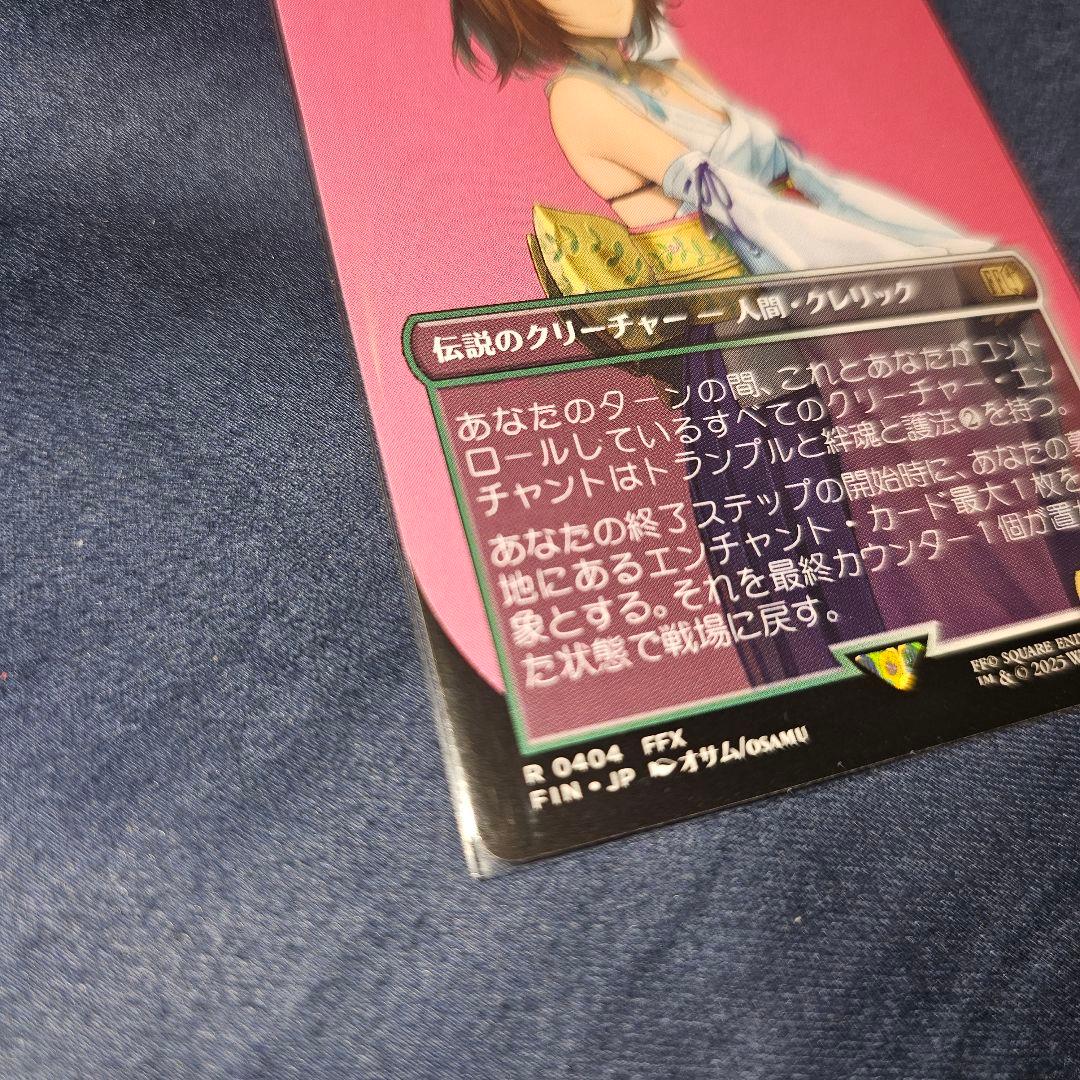 伝説のクリーチャー — 人間・クレリック
あなたのターンの間、これとあなたがコント
ロールしているすべてのクリーチャー・エン
チャントはトランプルと絆魂と護法❷を持つ。
あなたの終了ステップの開始時に、あなたの墓
地にあるエンチャント・カード最大1枚を
象とする。それを最終カウンター1個が置か
た状態で戦場に戻す。
R 0404 FFX
FIN • JP オサム/OSAMU
FF© SQUARE ENI
TM & © 2025 W